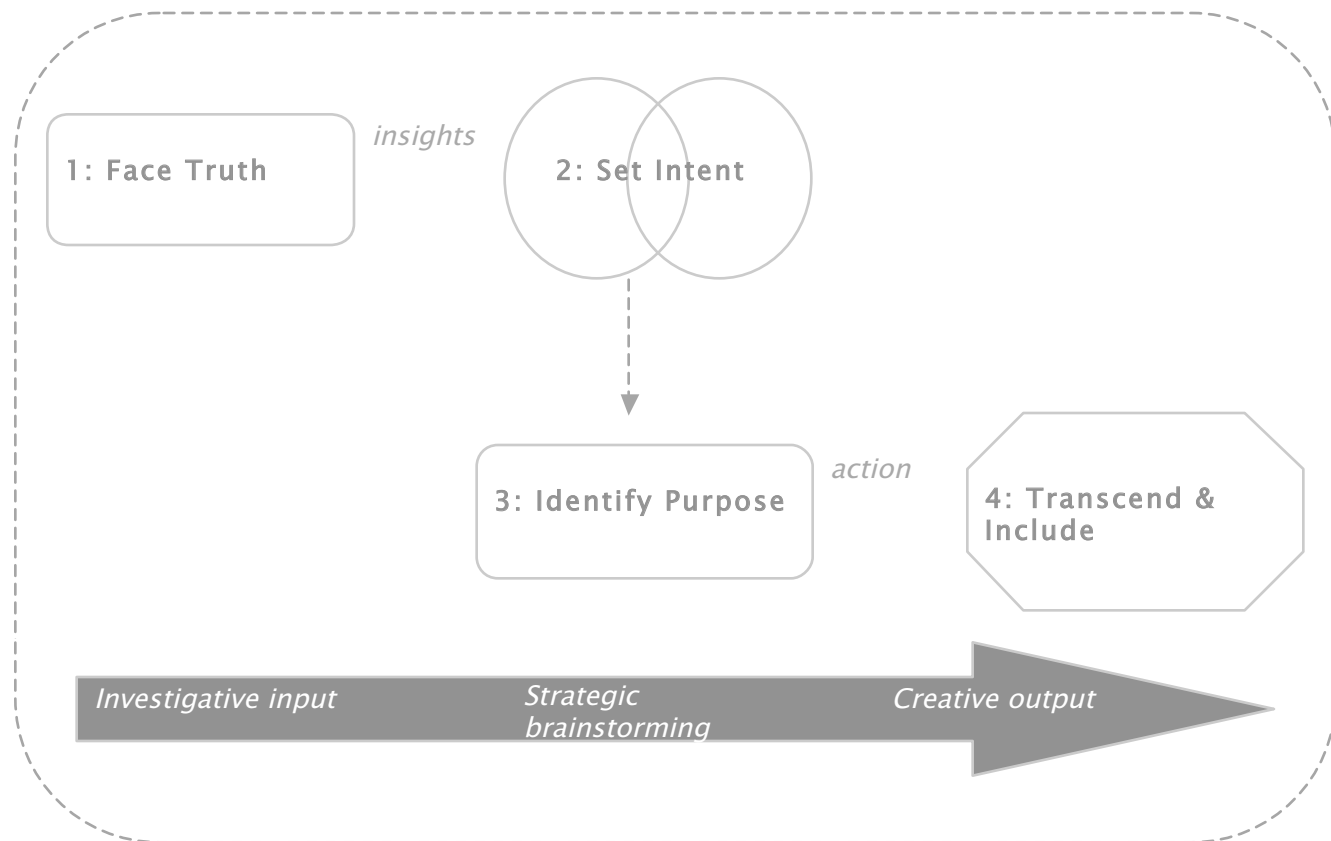 1: Face Truth
insights
2: Set Intent
3: Identify Purpose
action
4: Transcend &
Include
Investigative input
Strategic
brainstorming
Creative output